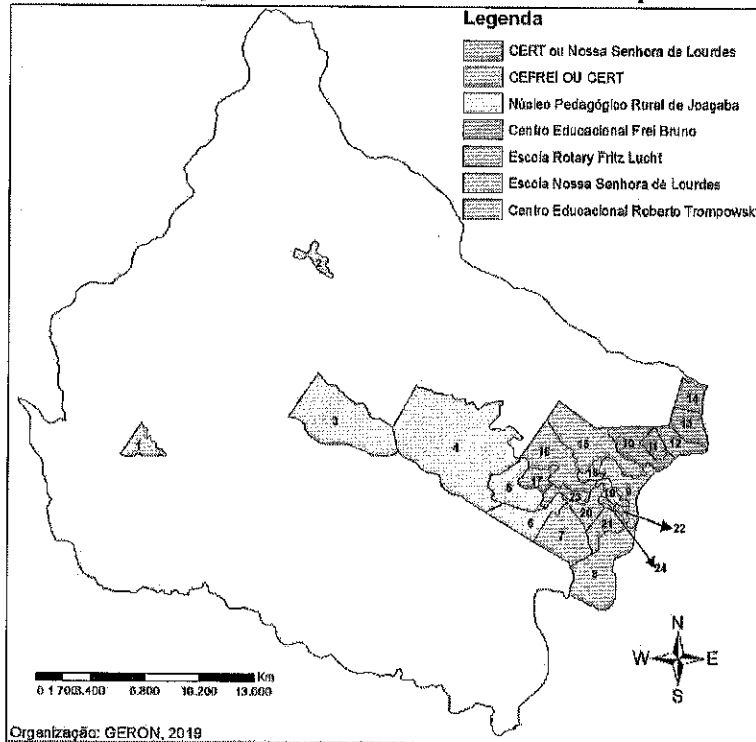 Legenda
CERT ou Nossa Senhora de Lourdes
CEFREI OU CERT
Núcleo Pedagógico Rural de Joaçaba
Centro Educacional Frei Bruno
Escola Rotary Fritz Lucht
Escola Nossa Senhora de Lourdes
Centro Educacional Roberto Trompowsk
2
14
3
13
15
10
11
12
1
4
16
18
5
17
19
9
23
6
20
21
22
7
24
8
N
W
E
S
Km
0 1.700 3.400 6.800 10.200 13.600
Organização: GERON, 2019